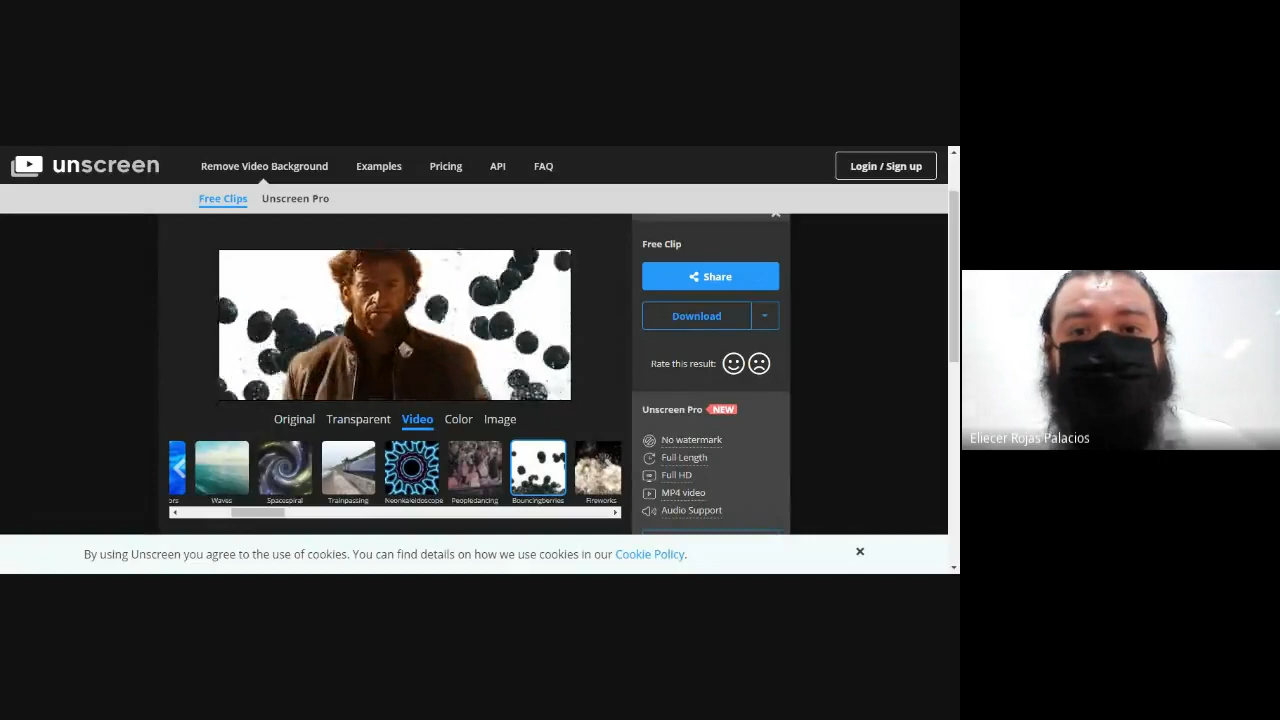 unscreen
Remove Video Background Examples Pricing API FAQ
Login / Sign up
Free Clips Unscreen Pro
Free Clip
Share
Download
Rate this result:
Original Transparent Video Color Image
Unscreen Pro NEW
No watermark
Full Length
Full HD
MP4 video
Audio Support
ors Waves Spacespiral Trainpassing Neonkaleidoscope Peopledancing Bouncingberries Fireworks
By using Unscreen you agree to the use of cookies. You can find details on how we use cookies in our Cookie Policy.
Eliecer Rojas Palacios